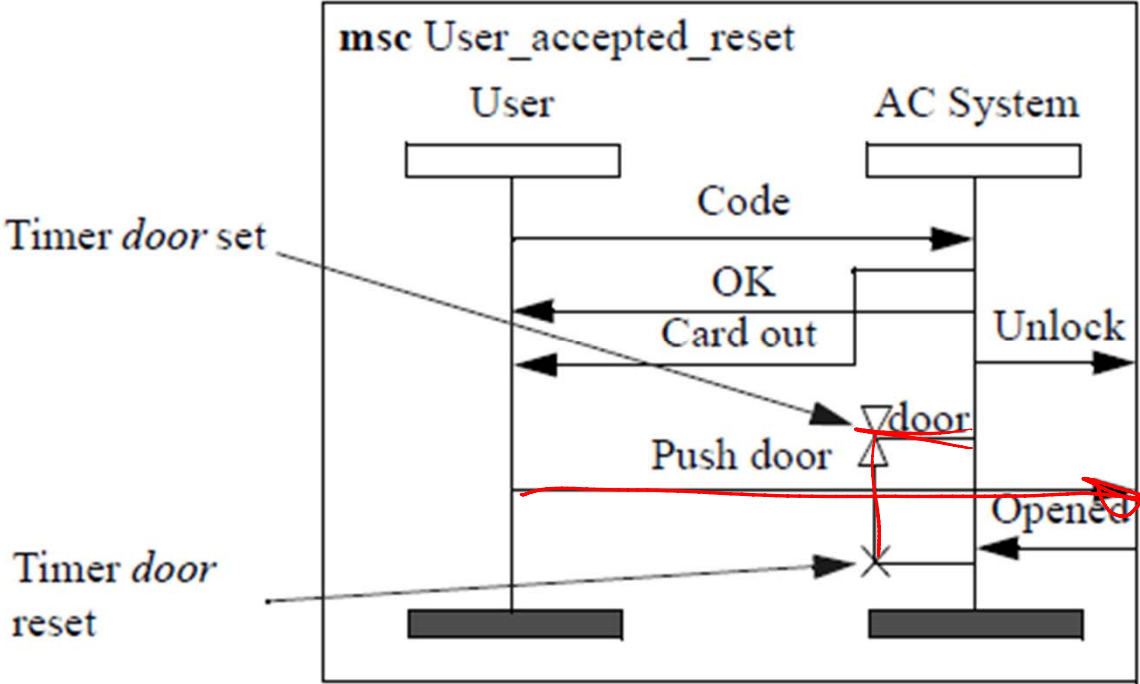 msc User_accepted_reset
User
AC System
Code
Timer door set
OK
Unlock
Card out
door
Push door
Opened
Timer door
reset